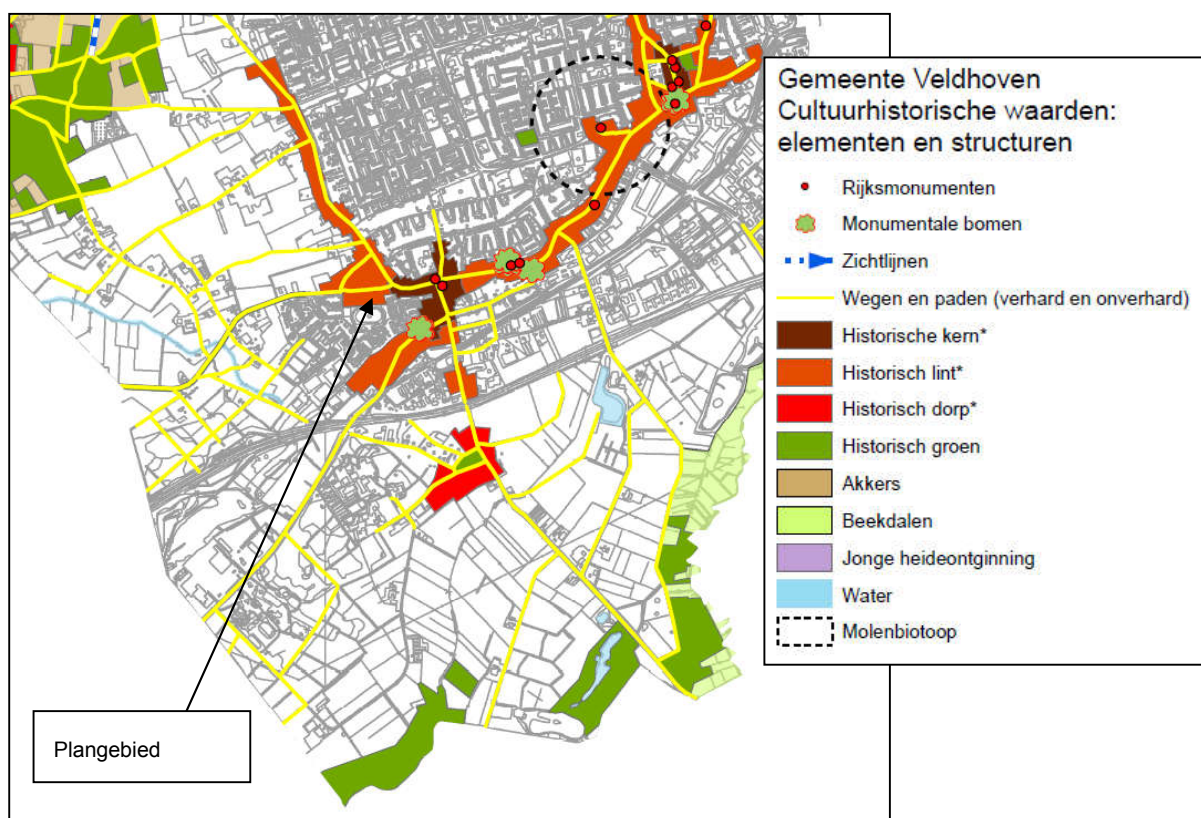 Gemeente Veldhoven
Cultuurhistorische waarden:
elementen en structuren
Rijksmonumenten
Monumentale bomen
Zichtlijnen
Wegen en paden (verhard en onverhard)
Historische kern*
Historisch lint*
Historisch dorp*
Historisch groen
Akkers
Beekdalen
Jonge heideontginning
Water
Molenbiotoop
Plangebied